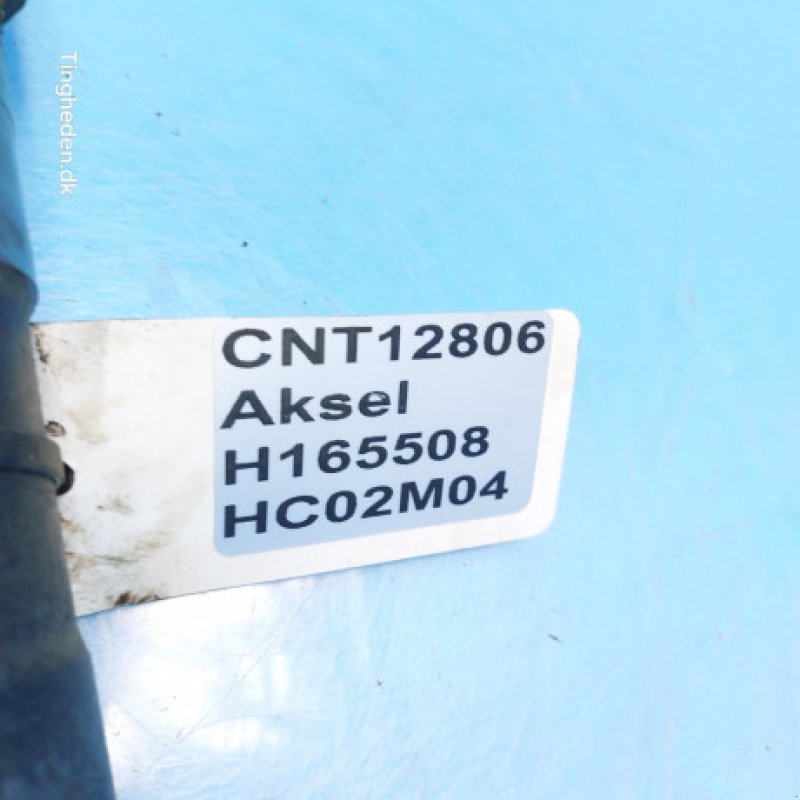 Tingheden.dk
CNT12806
Aksel
H165508
HC02M04